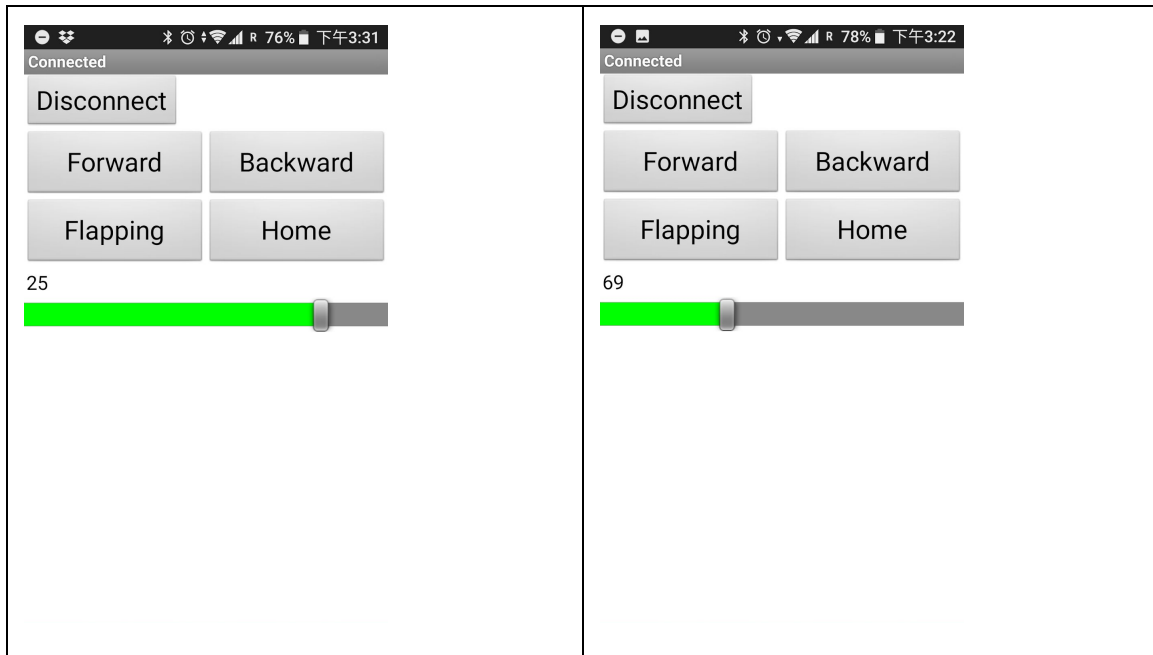 R 76% 下午3:31
Connected
Disconnect
Forward Backward
Flapping Home
25
R 78% 下午3:22
Connected
Disconnect
Forward Backward
Flapping Home
69